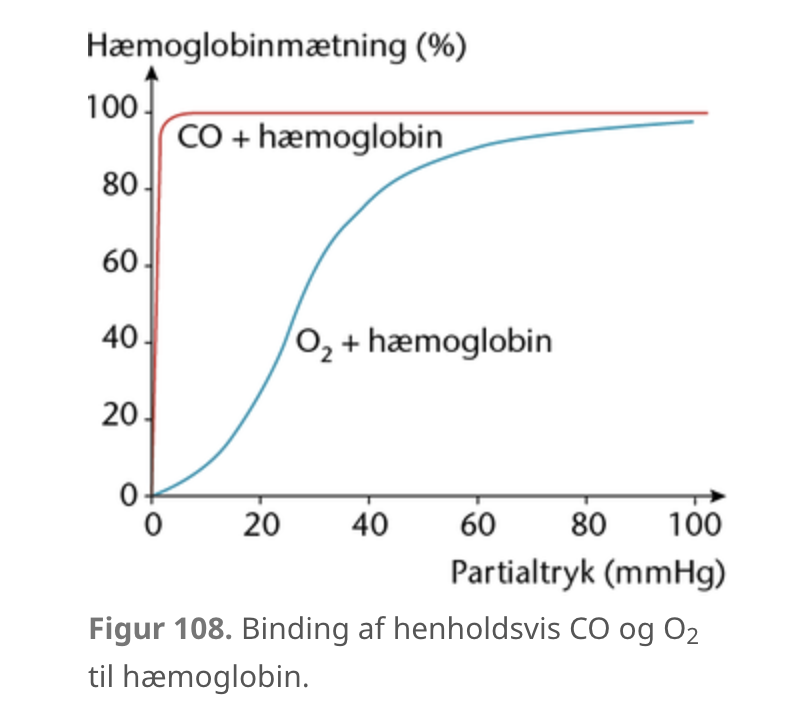 Hæmoglobinmætning (%)
100
CO + hæmoglobin
80
60
40
O₂ + hæmoglobin
20
0
0 20 40 60 80 100
Partialtryk (mmHg)
Figur 108. Binding af henholdsvis CO og O₂
til hæmoglobin.